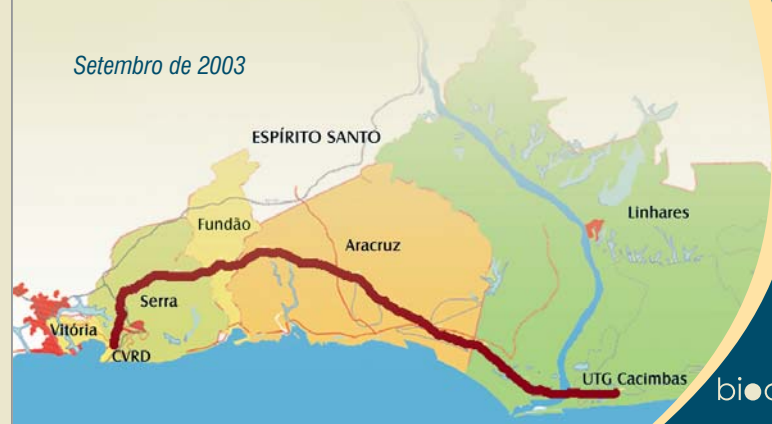 Setembro de 2003
ESPÍRITO SANTO
Linhares
Fundão
Aracruz
Serra
Vitória
CVRD
UTG Cacimbas